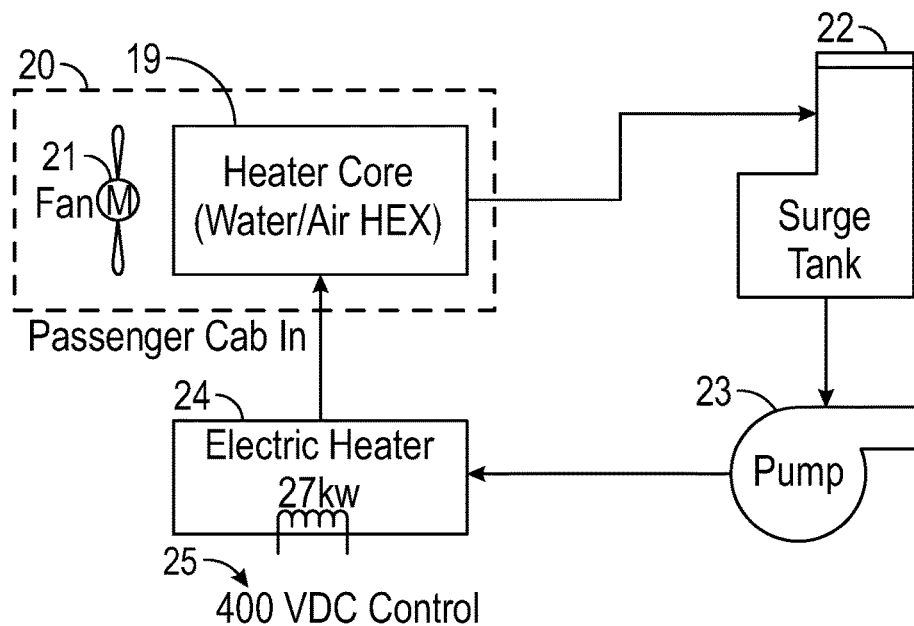 22
19
20
21
Fan M
Heater Core
(Water/Air HEX)
Surge
Tank
Passenger Cab In
24
23
Electric Heater
27kw
Pump
25
400 VDC Control